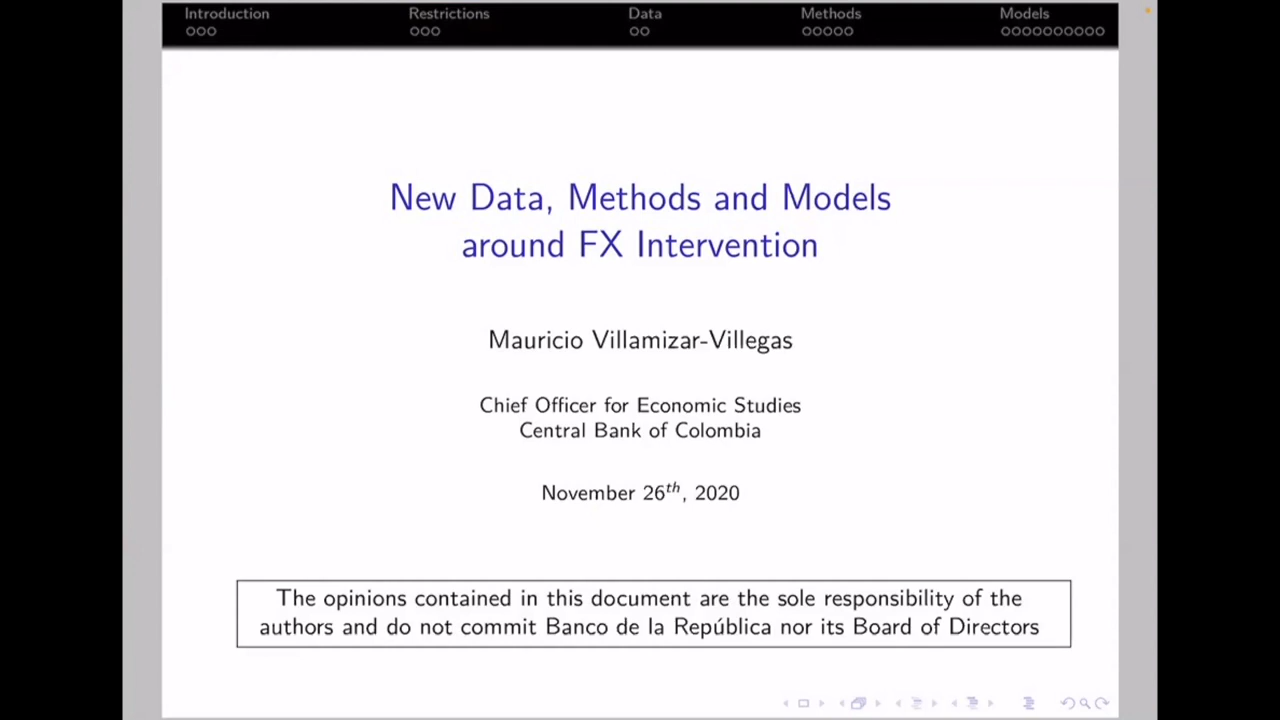 Introduction Restrictions Data Methods Models
New Data, Methods and Models
around FX Intervention
Mauricio Villamizar-Villegas
Chief Officer for Economic Studies
Central Bank of Colombia
November 26th, 2020
The opinions contained in this document are the sole responsibility of the
authors and do not commit Banco de la República nor its Board of Directors